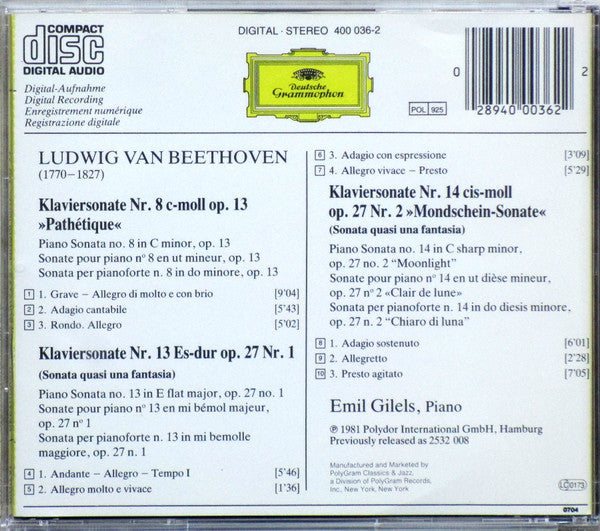 COMPACT
disc
DIGITAL AUDIO
DIGITAL · STEREO 400 036-2
Deutsche
Grammophon
POL 925
0 28940 00362 2
Digital-Aufnahme
Digital Recording
Enregistrement numérique
Registrazione digitale
LUDWIG VAN BEETHOVEN
(1770–1827)
Klaviersonate Nr. 8 c-moll op. 13
»Pathétique«
Piano Sonata no. 8 in C minor, op. 13
Sonate pour piano n° 8 en ut mineur, op. 13
Sonata per pianoforte n. 8 in do minore, op. 13
1 1. Grave – Allegro di molto e con brio [9'04]
2 2. Adagio cantabile [5'43]
3 3. Rondo. Allegro [5'02]
Klaviersonate Nr. 13 Es-dur op. 27 Nr. 1
(Sonata quasi una fantasia)
Piano Sonata no. 13 in E flat major, op. 27 no. 1
Sonate pour piano n° 13 en mi bémol majeur,
op. 27 n° 1
Sonata per pianoforte n. 13 in mi bemolle
maggiore, op. 27 n. 1
4 1. Andante – Allegro – Tempo I [5'46]
5 2. Allegro molto e vivace [1'36]
6 3. Adagio con espressione [3'09]
7 4. Allegro vivace – Presto [5'29]
Klaviersonate Nr. 14 cis-moll
op. 27 Nr. 2 »Mondschein-Sonate«
(Sonata quasi una fantasia)
Piano Sonata no. 14 in C sharp minor,
op. 27 no. 2 “Moonlight”
Sonate pour piano n° 14 en ut dièse mineur,
op. 27 n° 2 «Clair de lune»
Sonata per pianoforte n. 14 in do diesis minore,
op. 27 n. 2 “Chiaro di luna”
8 1. Adagio sostenuto [6'01]
9 2. Allegretto [2'28]
10 3. Presto agitato [7'05]
Emil Gilels, Piano
℗ 1981 Polydor International GmbH, Hamburg
Previously released as 2532 008
Manufactured and Marketed by
PolyGram Classics & Jazz,
a Division of PolyGram Records,
Inc., New York, New York
LC 0173
0704